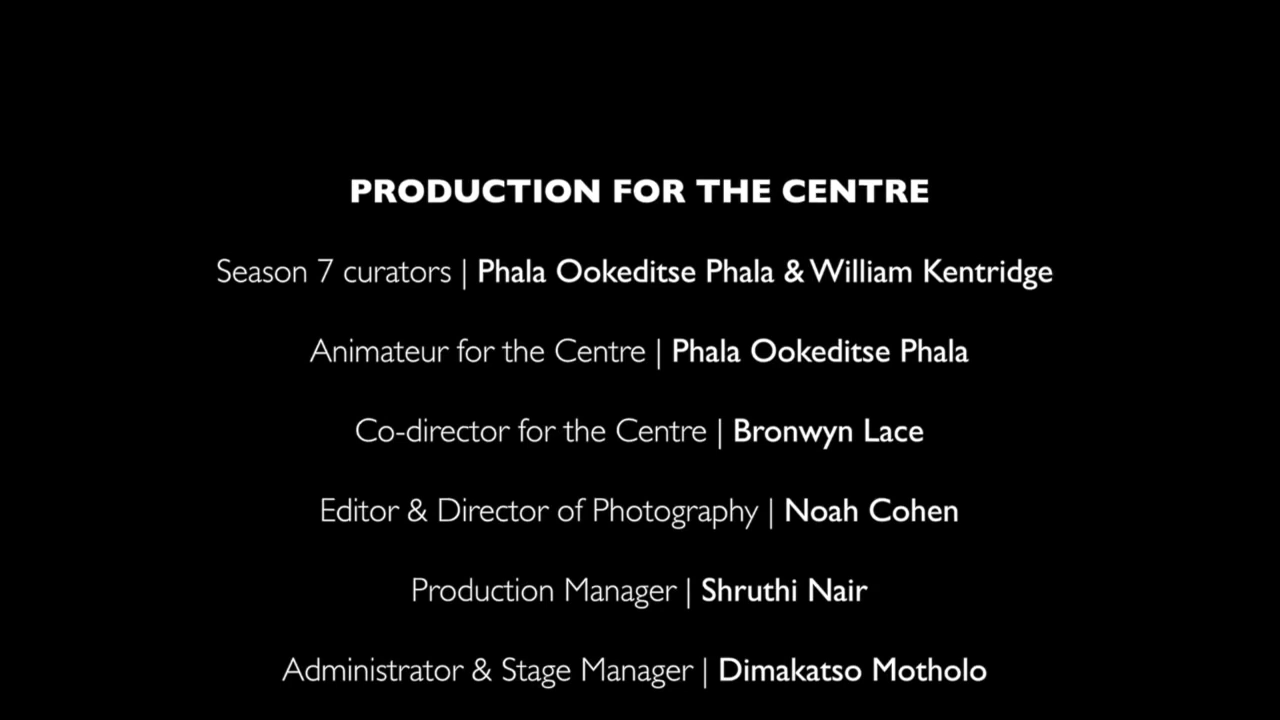 PRODUCTION FOR THE CENTRE
Season 7 curators | Phala Ookeditse Phala & William Kentridge
Animateur for the Centre | Phala Ookeditse Phala
Co-director for the Centre | Bronwyn Lace
Editor & Director of Photography | Noah Cohen
Production Manager | Shruthi Nair
Administrator & Stage Manager | Dimakatso Motholo